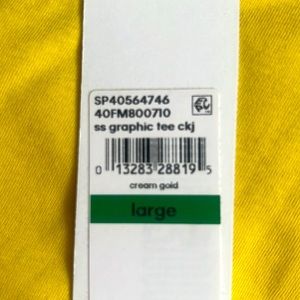 SP40564746
40FM800710
ss graphic tee ckj
0 13283 28819 5
cream gold
large